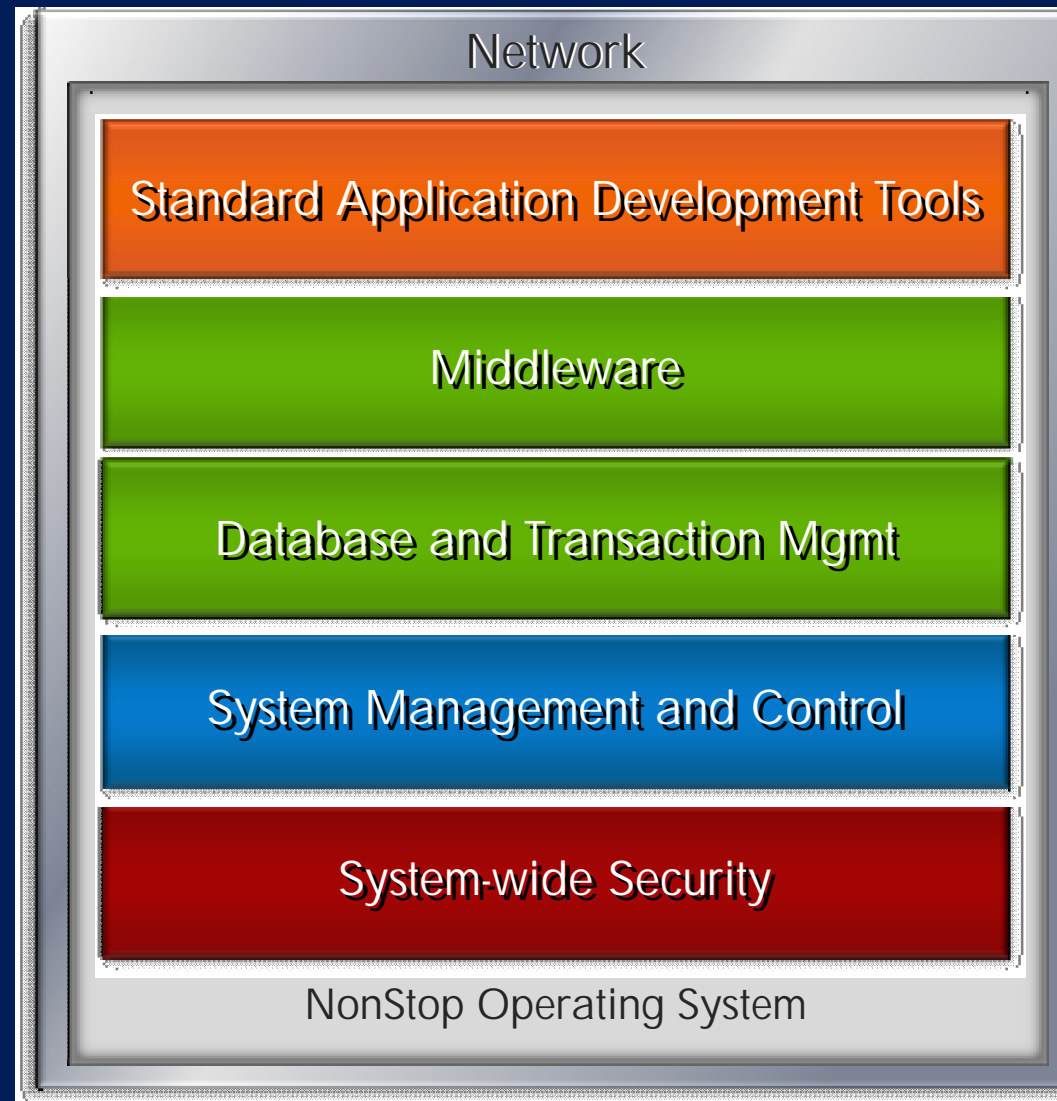 Network
Standard Application Development Tools
Middleware
Database and Transaction Mgmt
System Management and Control
System-wide Security
NonStop Operating System